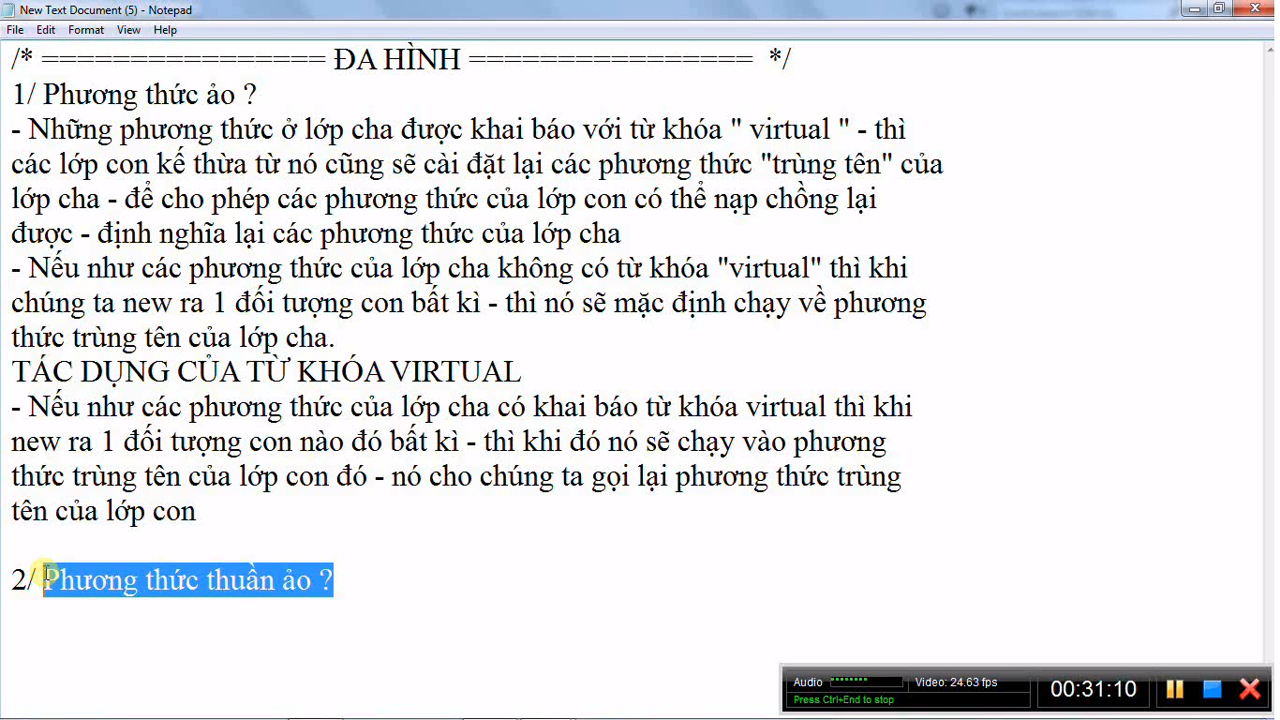 New Text Document (5) - Notepad
File Edit Format View Help
/* ================ ĐA HÌNH ================ */
1/ Phương thức ảo ?
- Những phương thức ở lớp cha được khai báo với từ khóa " virtual " - thì
các lớp con kế thừa từ nó cũng sẽ cài đặt lại các phương thức "trùng tên" của
lớp cha - để cho phép các phương thức của lớp con có thể nạp chồng lại
được - định nghĩa lại các phương thức của lớp cha
- Nếu như các phương thức của lớp cha không có từ khóa "virtual" thì khi
chúng ta new ra 1 đối tượng con bất kì - thì nó sẽ mặc định chạy về phương
thức trùng tên của lớp cha.
TÁC DỤNG CỦA TỪ KHÓA VIRTUAL
- Nếu như các phương thức của lớp cha có khai báo từ khóa virtual thì khi
new ra 1 đối tượng con nào đó bất kì - thì khi đó nó sẽ chạy vào phương
thức trùng tên của lớp con đó - nó cho chúng ta gọi lại phương thức trùng
tên của lớp con
2/ Phương thức thuần ảo ?
Audio Video: 24.63 fps
Press Ctrl+End to stop
00:31:10